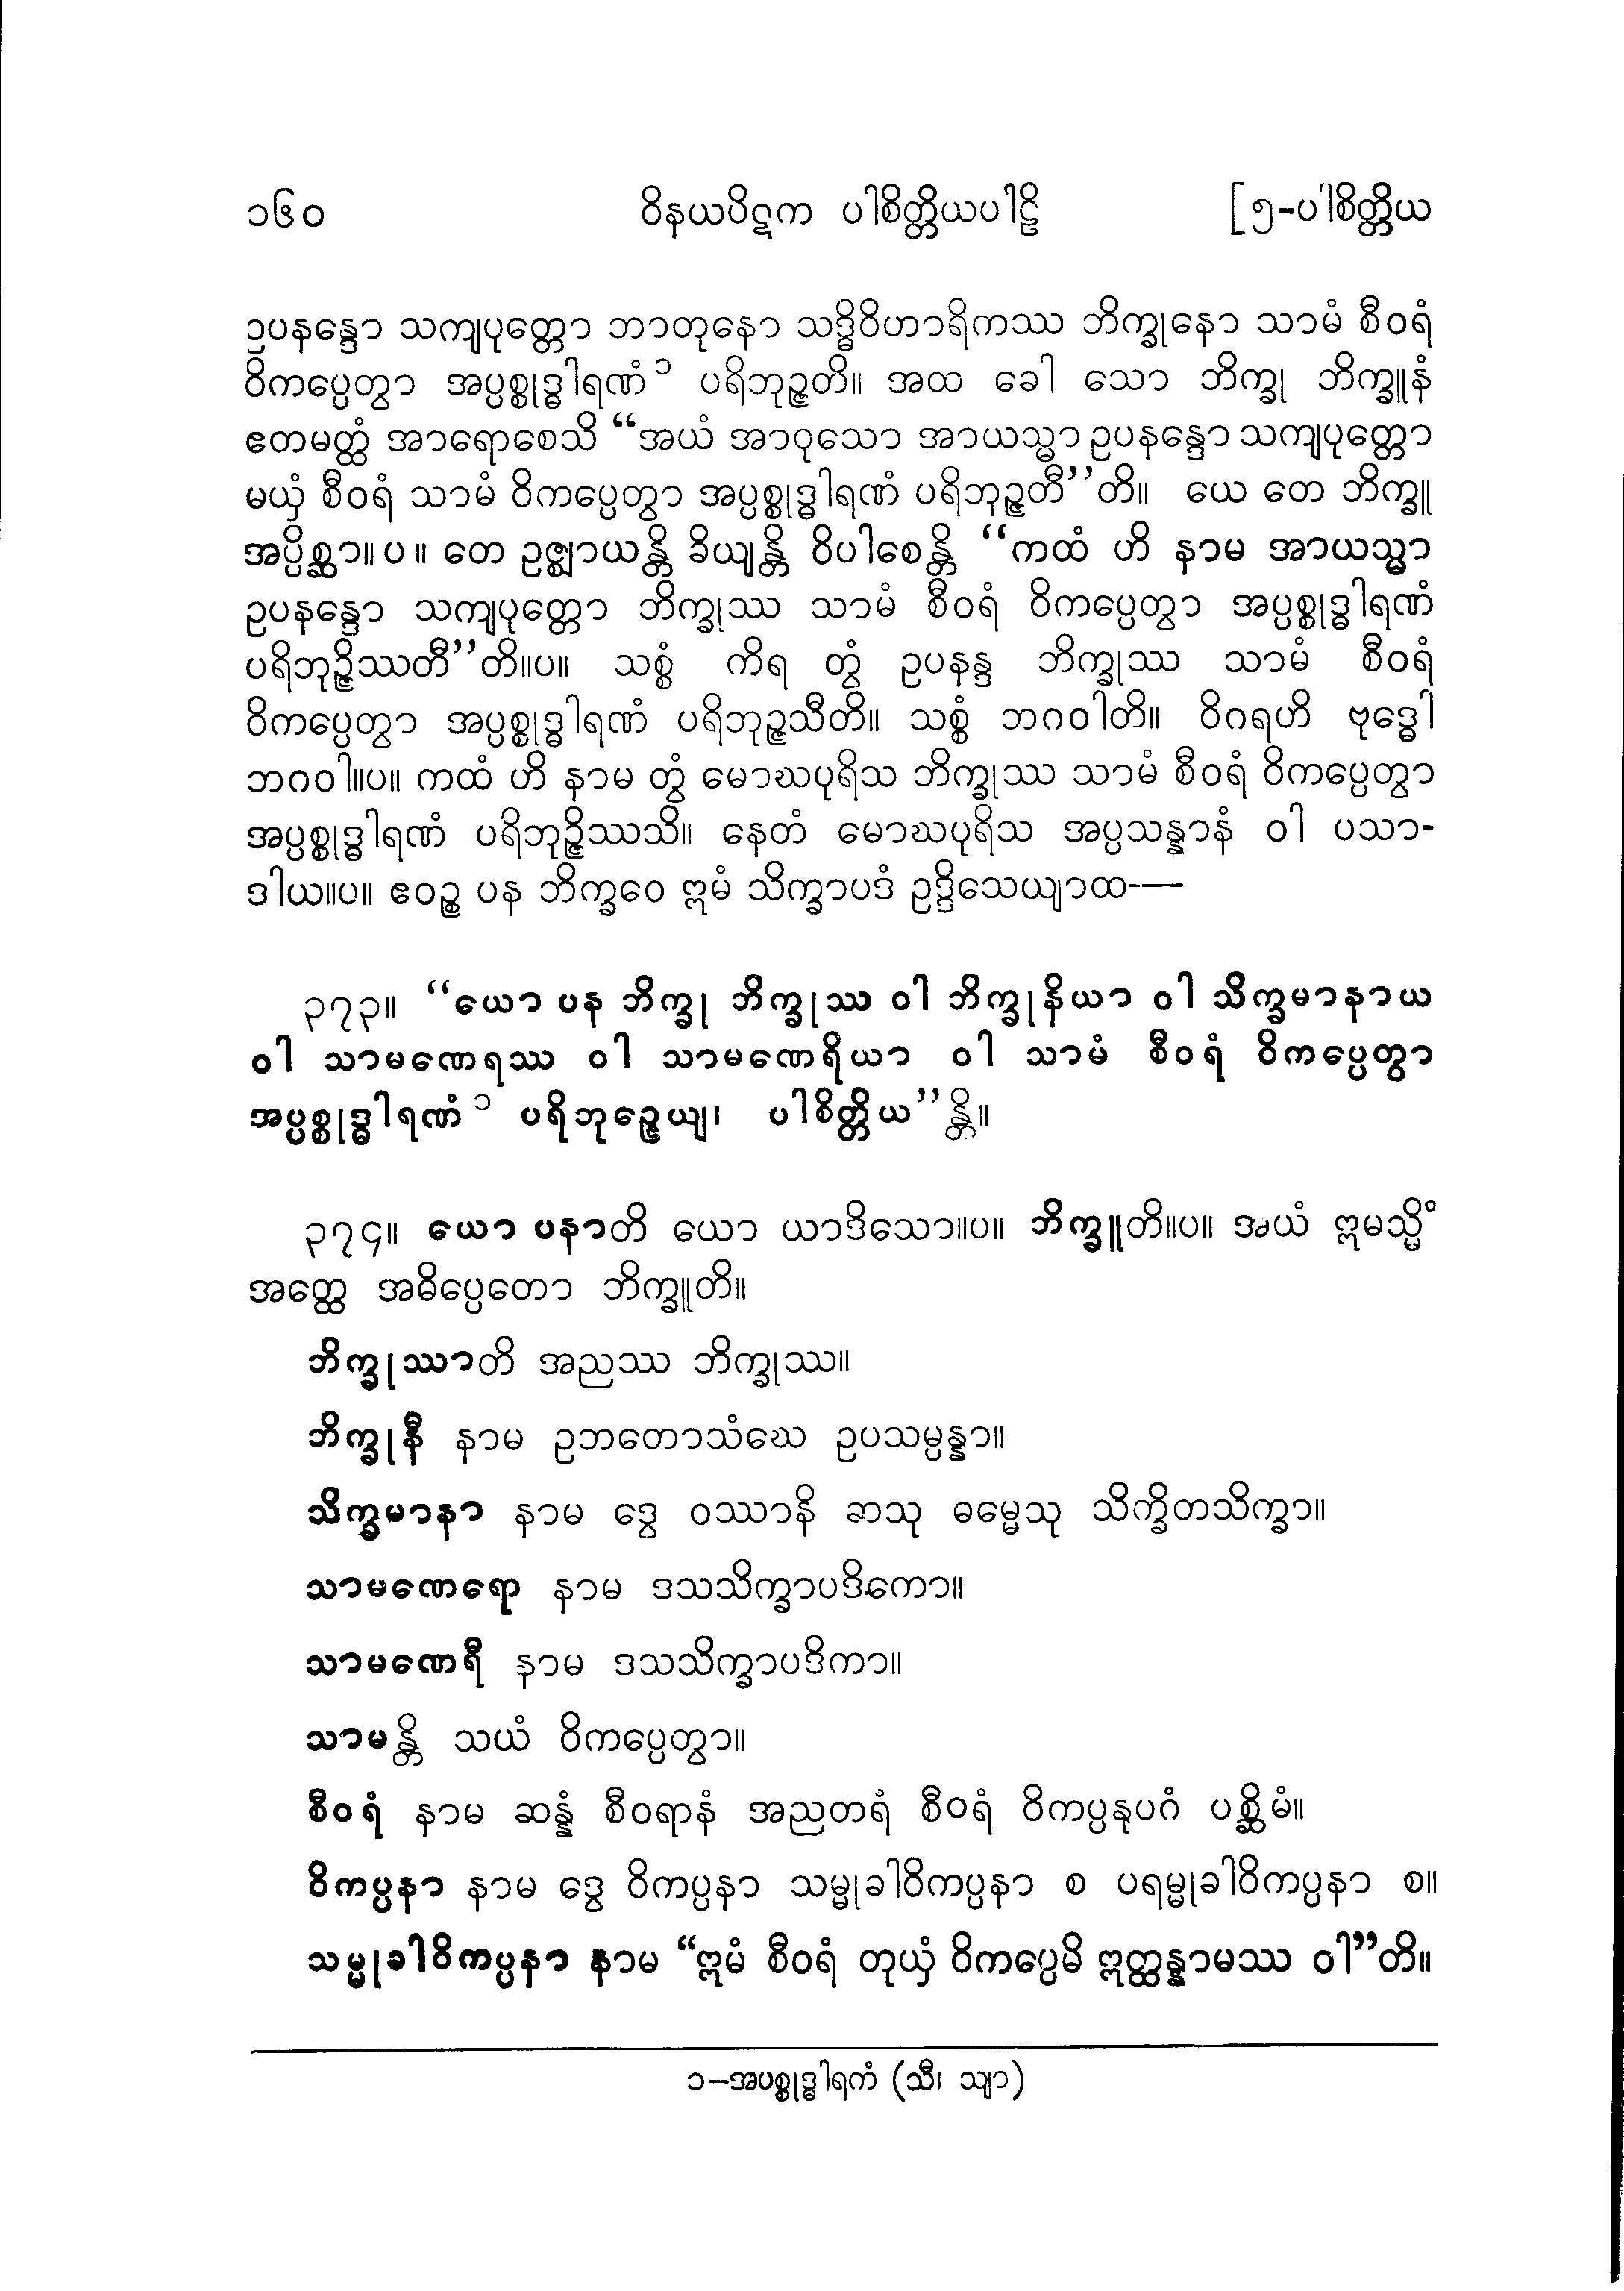 ၁၆၀ ဝိနယပိဋက ပါစိတ္တိယပါဠိ [၅-ပါစိတ္တိယ
ဥပနန္ဒော သကျပုတ္တော ဘာတုနော သဒ္ဓိဝိဟာရိကဿ ဘိက္ခုနော သာမံ စီဝရံ
ဝိကပ္ပေတွာ အပ္ပစ္စုဒ္ဓါရဏံ ၁ ပရိဘုဉ္ဇတိ။ အထ ခေါ သော ဘိက္ခု ဘိက္ခူနံ
ဧတမတ္ထံ အာရောစေသိ “အယံ အာဝုသော အာယသ္မာ ဥပနန္ဒော သကျပုတ္တော
မယှံ စီဝရံ သာမံ ဝိကပ္ပေတွာ အပ္ပစ္စုဒ္ဓါရဏံ ပရိဘုဉ္ဇတီ”တိ။ ယေ တေ ဘိက္ခူ
အပ္ပိစ္ဆာ။ပ။ တေ ဥဇ္ဈာယန္တိ ခိယျန္တိ ဝိပါစေန္တိ “ကထံ ဟိ နာမ အာယသ္မာ
ဥပနန္ဒော သကျပုတ္တော ဘိက္ခုဿ သာမံ စီဝရံ ဝိကပ္ပေတွာ အပ္ပစ္စုဒ္ဓါရဏံ
ပရိဘုဉ္ဇိဿတီ”တိ။ပ။ သစ္စံ ကိရ တွံ ဥပနန္ဒ ဘိက္ခုဿ သာမံ စီဝရံ
ဝိကပ္ပေတွာ အပ္ပစ္စုဒ္ဓါရဏံ ပရိဘုဉ္ဇသီတိ။ သစ္စံ ဘဂဝါတိ။ ဝိဂရဟိ ဗုဒ္ဓေါ
ဘဂဝါ။ပ။ ကထံ ဟိ နာမ တွံ မောဃပုရိသ ဘိက္ခုဿ သာမံ စီဝရံ ဝိကပ္ပေတွာ
အပ္ပစ္စုဒ္ဓါရဏံ ပရိဘုဉ္ဇိဿသိ။ နေတံ မောဃပုရိသ အပ္ပသန္နာနံ ဝါ ပသာ-
ဒါယ။ပ။ ဧဝဉ္စ ပန ဘိက္ခဝေ ဣမံ သိက္ခာပဒံ ဥဒ္ဒိသေယျာထ-—
၃၇၃။ “ယော ပန ဘိက္ခု ဘိက္ခုဿ ဝါ ဘိက္ခုနိယာ ဝါ သိက္ခမာနာယ
ဝါ သာမဏေရဿ ဝါ သာမဏေရိယာ ဝါ သာမံ စီဝရံ ဝိကပ္ပေတွာ
အပ္ပစ္စုဒ္ဓါရဏံ ၁ ပရိဘုဉ္ဇေယျ၊ ပါစိတ္တိယ”န္တိ။
၃၇၄။ ယော ပနာတိ ယော ယာဒိသော။ပ။ ဘိက္ခူတိ။ပ။ အယံ ဣမသ္မိံ
အတ္ထေ အဓိပ္ပေတော ဘိက္ခူတိ။
ဘိက္ခုဿာတိ အညဿ ဘိက္ခုဿ။
ဘိက္ခုနီ နာမ ဥဘတောသံဃေ ဥပသမ္ပန္နာ။
သိက္ခမာနာ နာမ ဒွေ ဝဿာနိ ဆသု ဓမ္မေသု သိက္ခိတသိက္ခာ။
သာမဏေရော နာမ ဒသသိက္ခာပဒိကော။
သာမဏေရီ နာမ ဒသသိက္ခာပဒိကာ။
သာမန္တိ သယံ ဝိကပ္ပေတွာ။
စီဝရံ နာမ ဆန္နံ စီဝရာနံ အညတရံ စီဝရံ ဝိကပ္ပနုပဂံ ပစ္ဆိမံ။
ဝိကပ္ပနာ နာမ ဒွေ ဝိကပ္ပနာ သမ္မုခါဝိကပ္ပနာ စ ပရမ္မုခါဝိကပ္ပနာ စ။
သမ္မုခါဝိကပ္ပနာ နာမ “ဣမံ စီဝရံ တုယှံ ဝိကပ္ပေမိ ဣတ္ထန္နာမဿ ဝါ”တိ။
၁–အပစ္စုဒ္ဓါရကံ (သီ၊ သျာ)